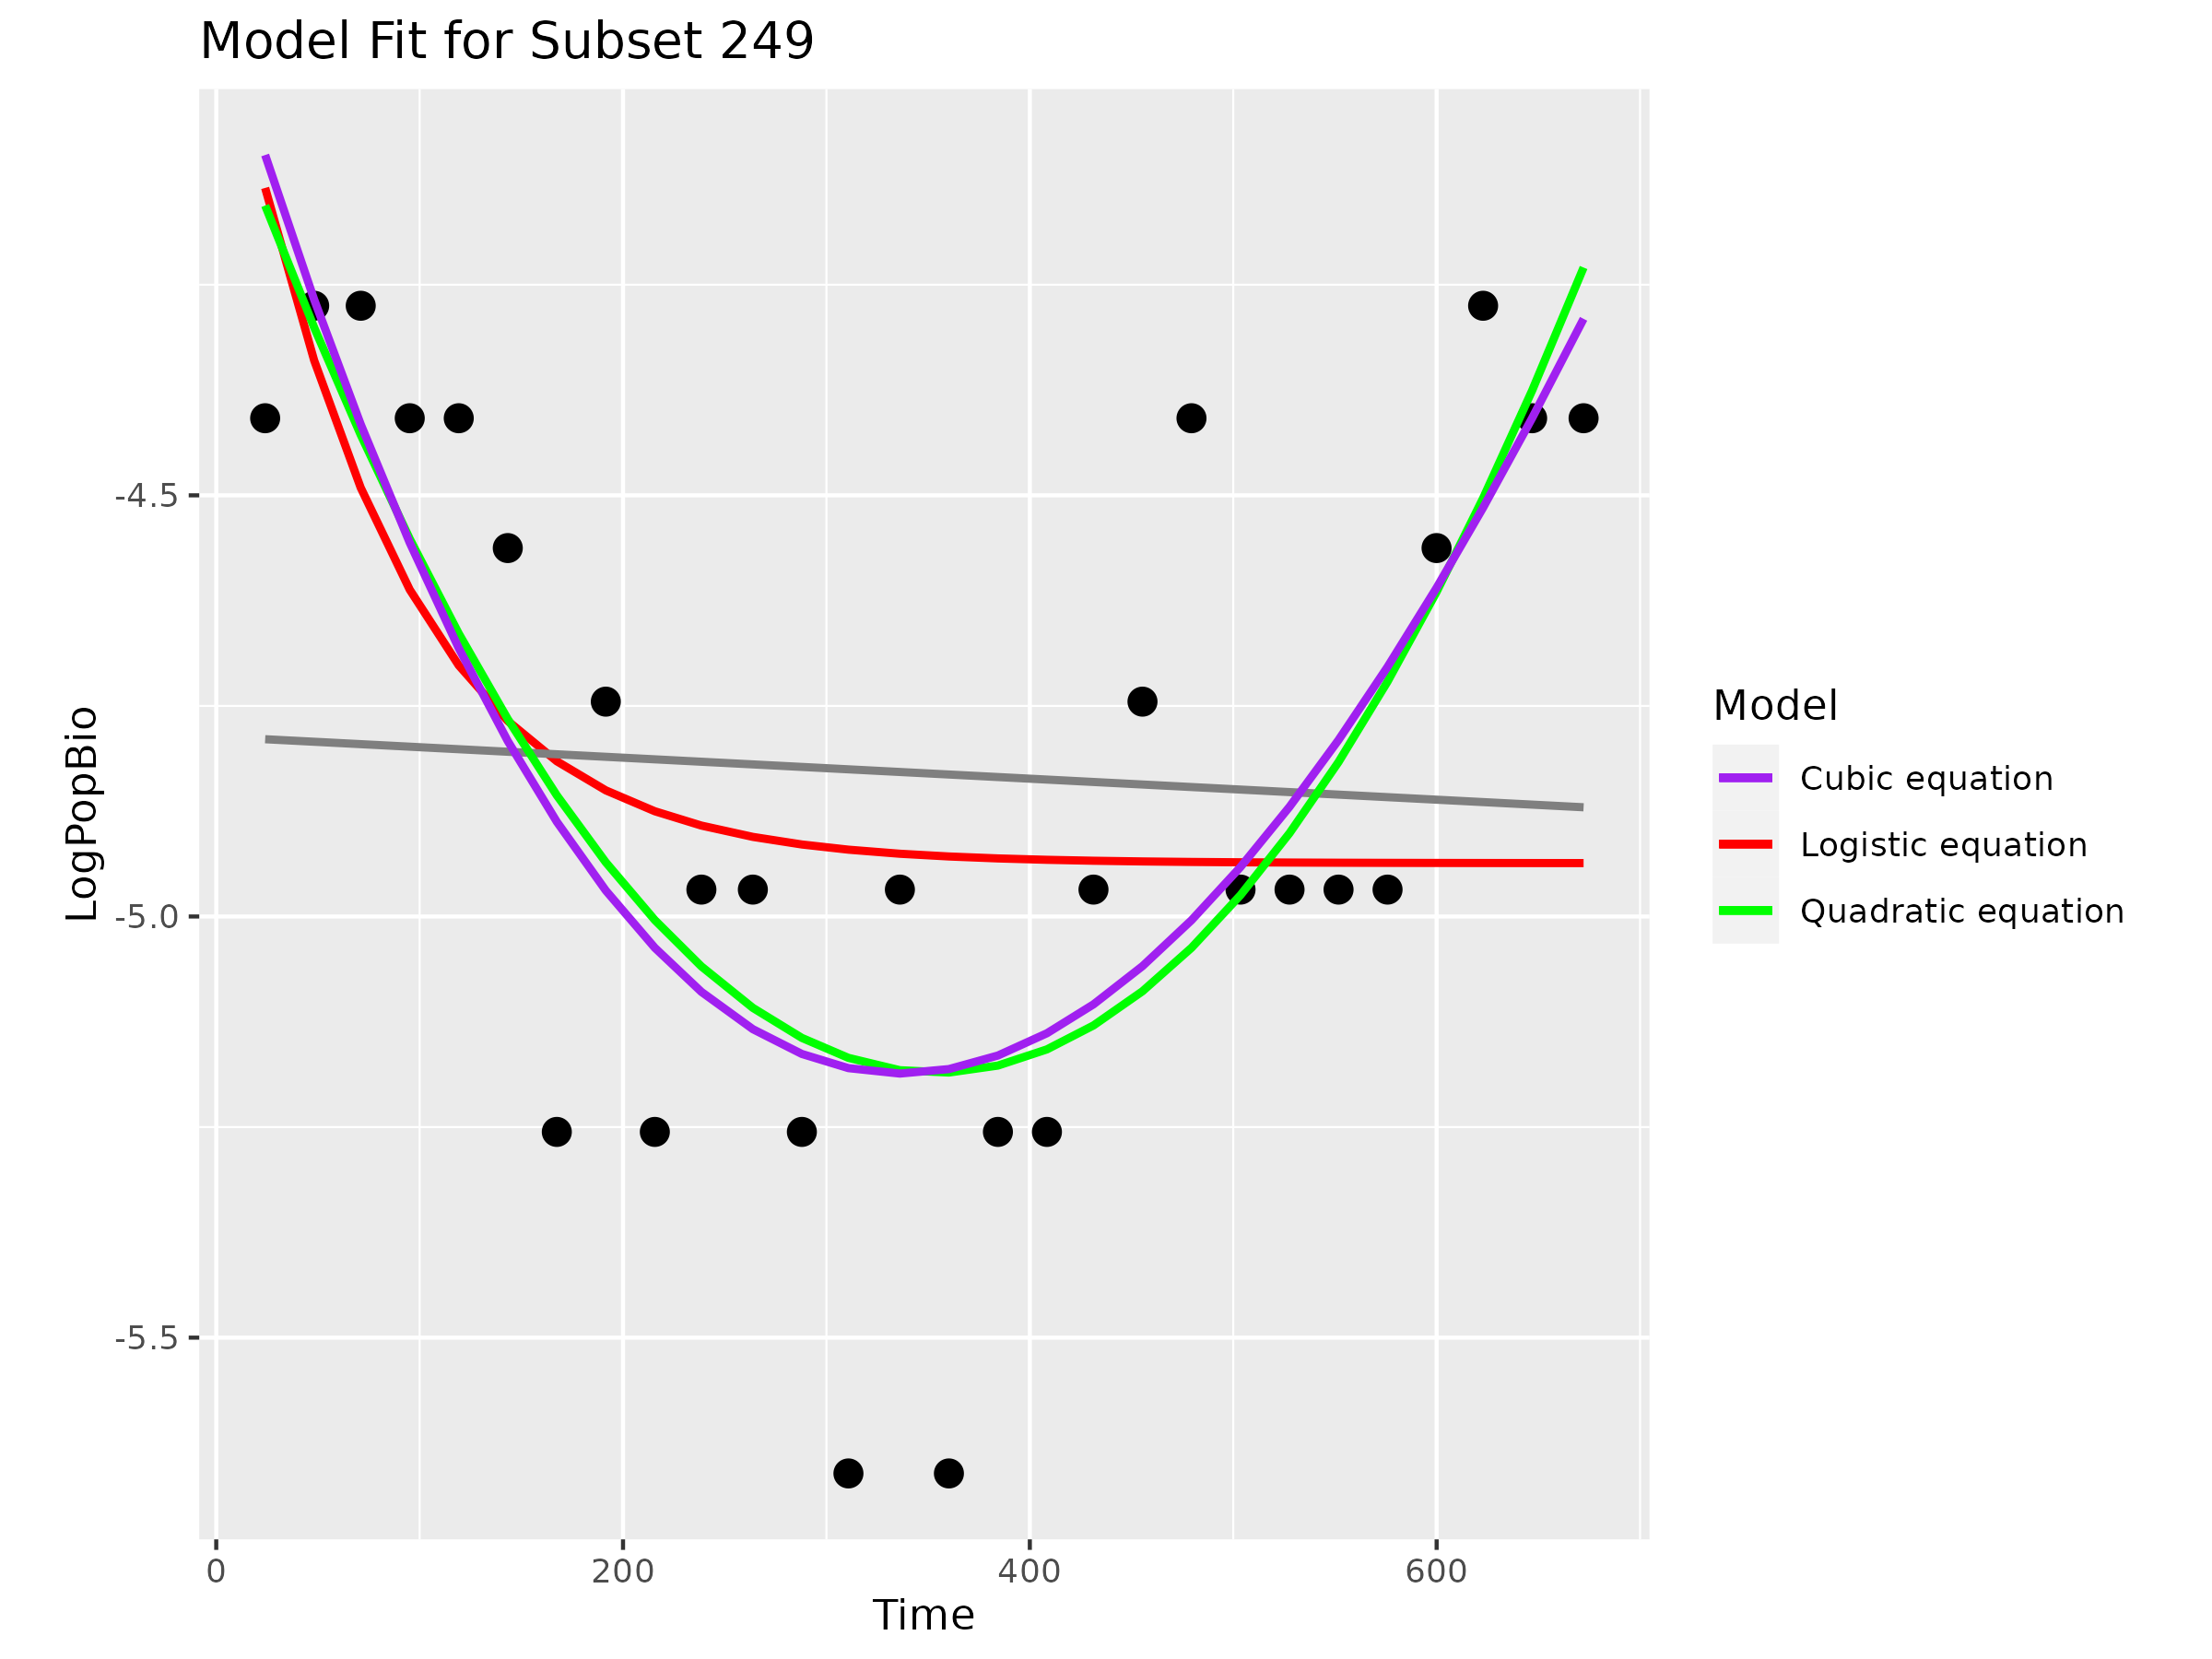 Model Fit for Subset 249
LogPopBio
-4.5
-5.0
-5.5
0
200
400
600
Time
Model
Cubic equation
Logistic equation
Quadratic equation